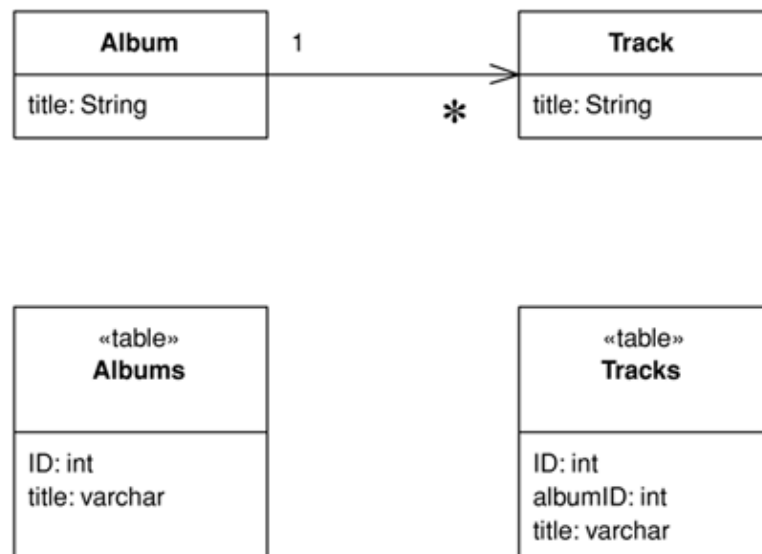 Album
1
Track
title: String
*
title: String
«table»
Albums
«table»
Tracks
ID: int
title: varchar
ID: int
albumID: int
title: varchar